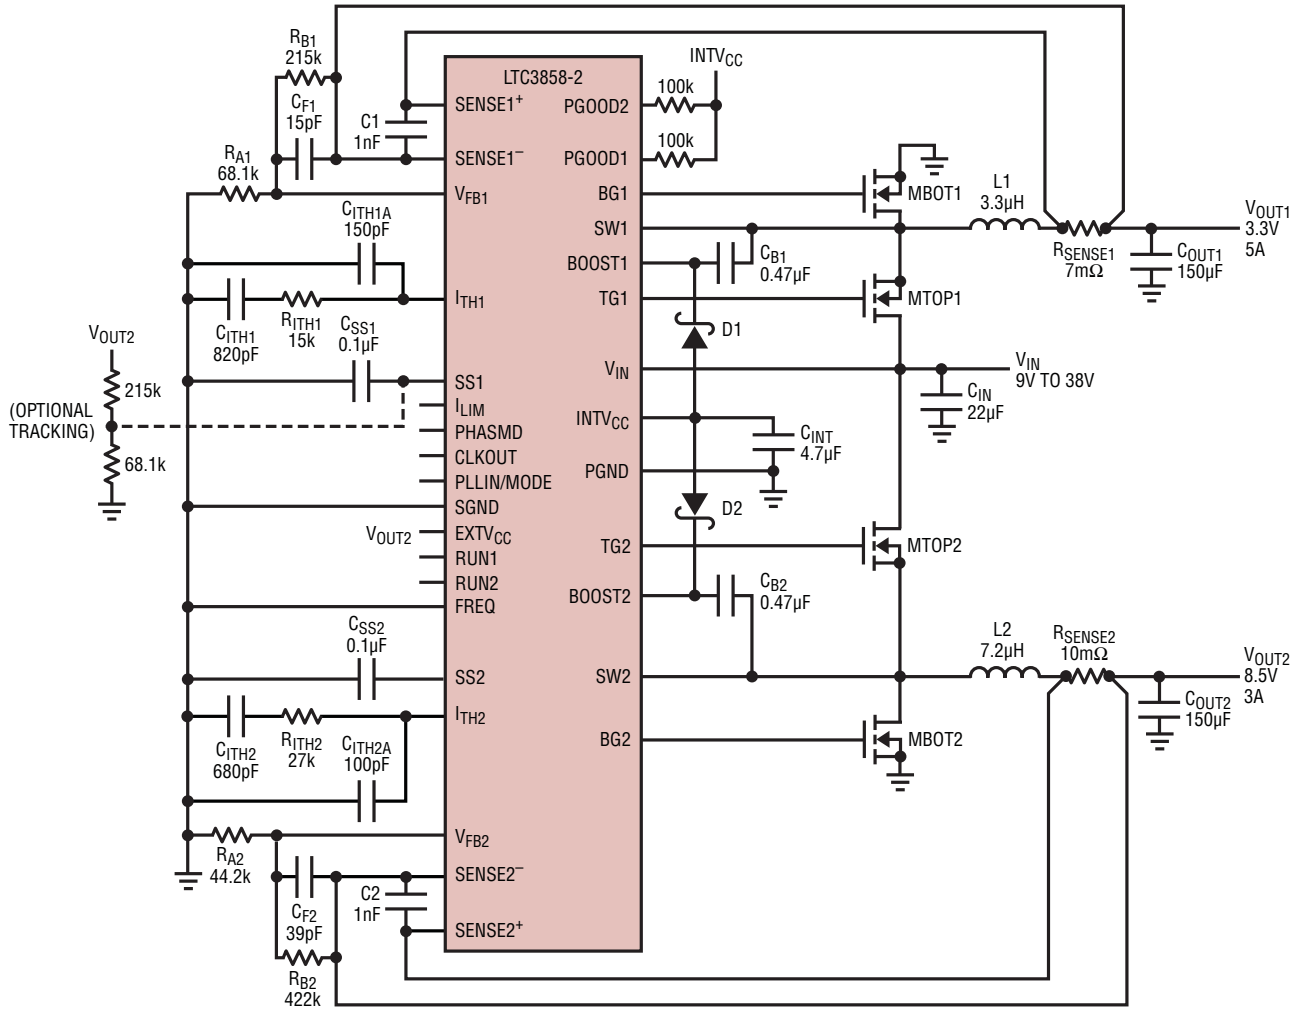 RB1
215k
CF1
15pF
RA1
68.1k
C1
1nF
CITH1A
150pF
CITH1
820pF
RITH1
15k
CSS1
0.1µF
VOUT2
215k
(OPTIONAL
TRACKING)
68.1k
VOUT2
CSS2
0.1µF
CITH2
680pF
RITH2
27k
CITH2A
100pF
RA2
44.2k
CF2
39pF
C2
1nF
RB2
422k
LTC3858-2
SENSE1+
SENSE1–
VFB1
ITH1
SS1
ILIM
PHASMD
CLKOUT
PLLIN/MODE
SGND
EXTVCC
RUN1
RUN2
FREQ
SS2
ITH2
VFB2
SENSE2–
SENSE2+
PGOOD2
PGOOD1
BG1
SW1
BOOST1
TG1
VIN
INTVCC
PGND
TG2
BOOST2
SW2
BG2
INTVCC
100k
100k
MBOT1
L1
3.3µH
CB1
0.47µF
RSENSE1
7mΩ
COUT1
150µF
VOUT1
3.3V
5A
MTOP1
D1
VIN
9V TO 38V
CIN
22µF
CINT
4.7µF
D2
MTOP2
CB2
0.47µF
L2
7.2µH
RSENSE2
10mΩ
VOUT2
8.5V
3A
COUT2
150µF
MBOT2